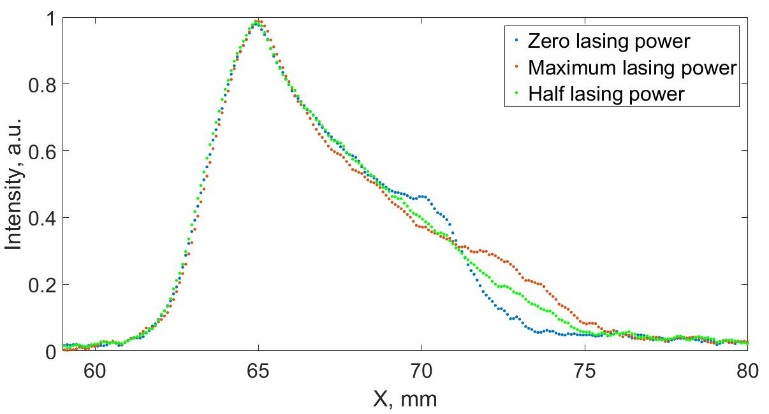 1
0.8
0.6
0.4
0.2
0
Intensity, a.u.
Zero lasing power
Maximum lasing power
Half lasing power
60 65 70 75 80
X, mm